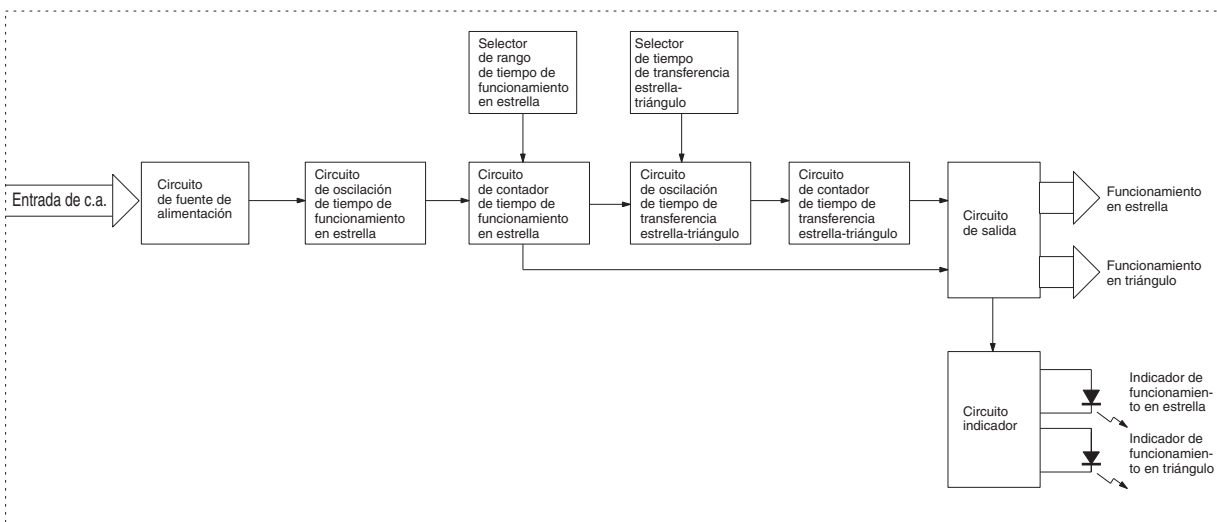 Selector
de rango
de tiempo de
funcionamiento
en estrella
Selector
de tiempo
de transferencia
estrella-
triángulo
Entrada de c.a.
Circuito
de fuente de
alimentación
Circuito
de oscilación
de tiempo de
funcionamiento
en estrella
Circuito
de contador
de tiempo de
funcionamiento
en estrella
Circuito
de oscilación
de tiempo de
transferencia
estrella-triángulo
Circuito
de contador
de tiempo de
transferencia
estrella-triángulo
Circuito
de salida
Funcionamiento
en estrella
Funcionamiento
en triángulo
Circuito
indicador
Indicador de
funcionamien-
to en estrella
Indicador de
funcionamien-
to en triángulo